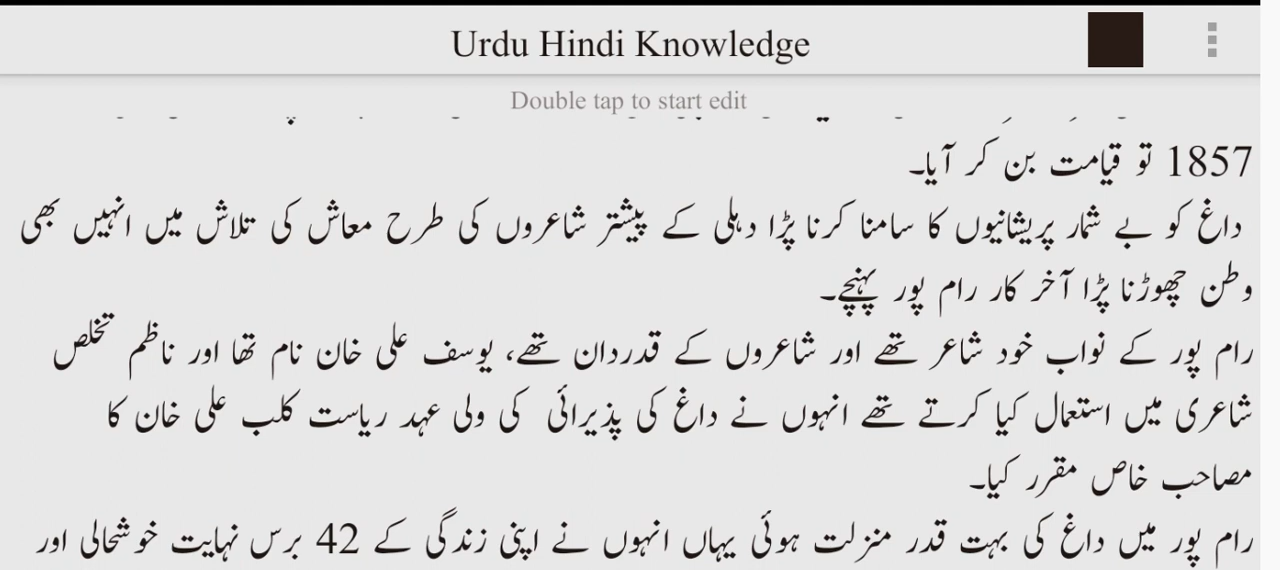 Urdu Hindi Knowledge
Double tap to start edit
1857 تو قیامت بن کر آیا۔
داغ کو بے شمار پریشانیوں کا سامنا کرنا پڑا دہلی کے پیشتر شاعروں کی طرح معاش کی تلاش میں انہیں بھی
وطن چھوڑنا پڑا آخر کار رام پور پہنچے۔
رام پور کے نواب خود شاعر تھے اور شاعروں کے قدردان تھے، یوسف علی خان نام تھا اور ناظم تخلص
شاعری میں استعمال کیا کرتے تھے انہوں نے داغ کی پذیرائی کی ولی عہد ریاست کلب علی خان کا
مصاحب خاص مقرر کیا۔
رام پور میں داغ کی بہت قدر منزلت ہوئی یہاں انہوں نے اپنی زندگی کے 42 برس نہایت خوشحالی اور